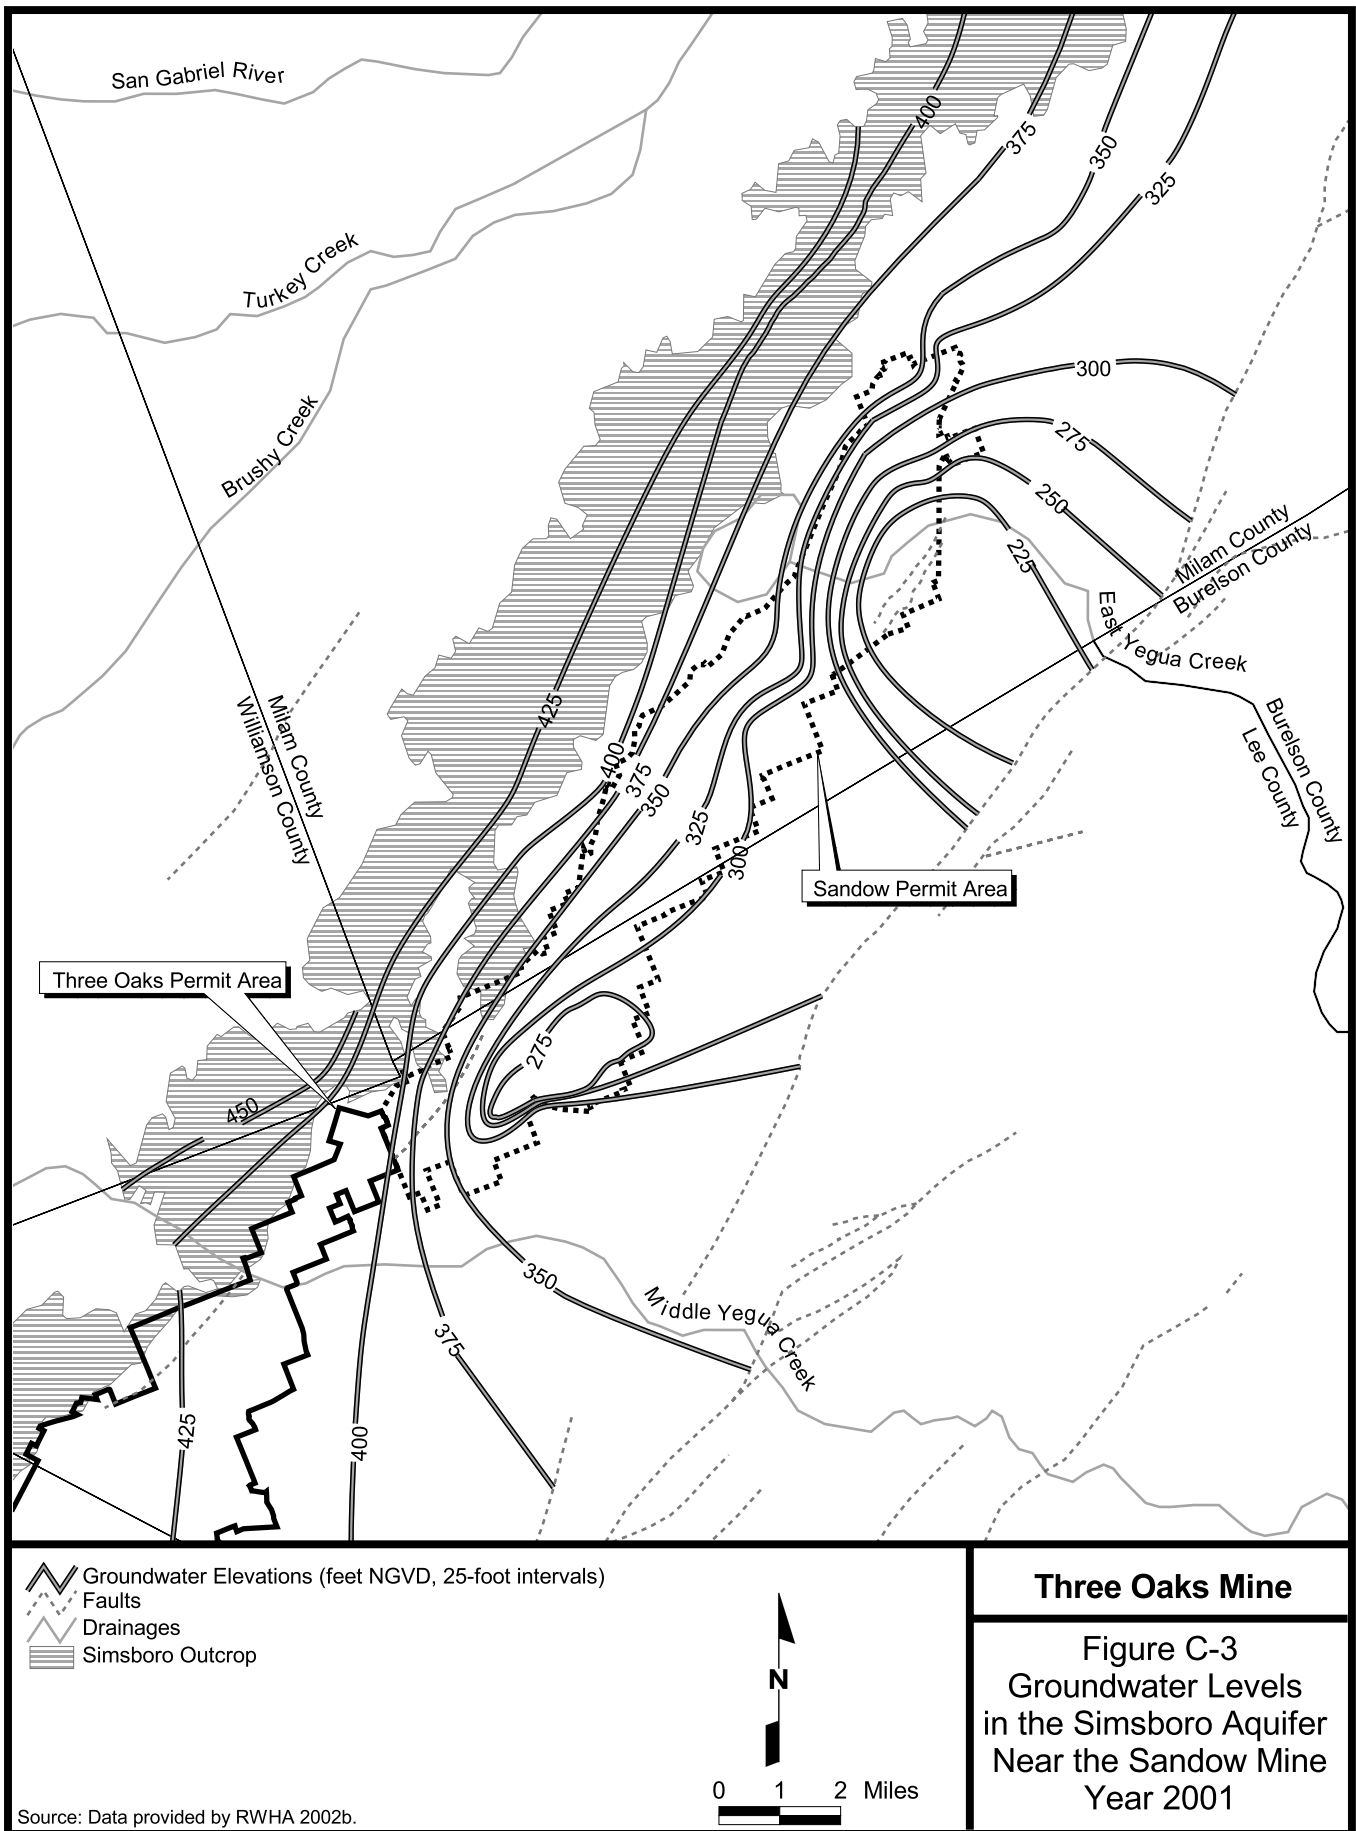 San Gabriel River
Turkey Creek
Brushy Creek
400
375
350
325
300
275
250
225
Milam County
Burelson County
East Yegua Creek
Burelson County
Lee County
Milam County
Williamson County
425
400
375
350
325
300
Sandow Permit Area
Three Oaks Permit Area
275
450
350
Middle Yegua Creek
375
425
400
Groundwater Elevations (feet NGVD, 25-foot intervals)
Faults
Drainages
Simsboro Outcrop
N
0 1 2 Miles
Source: Data provided by RWHA 2002b.
Three Oaks Mine
Figure C-3
Groundwater Levels
in the Simsboro Aquifer
Near the Sandow Mine
Year 2001